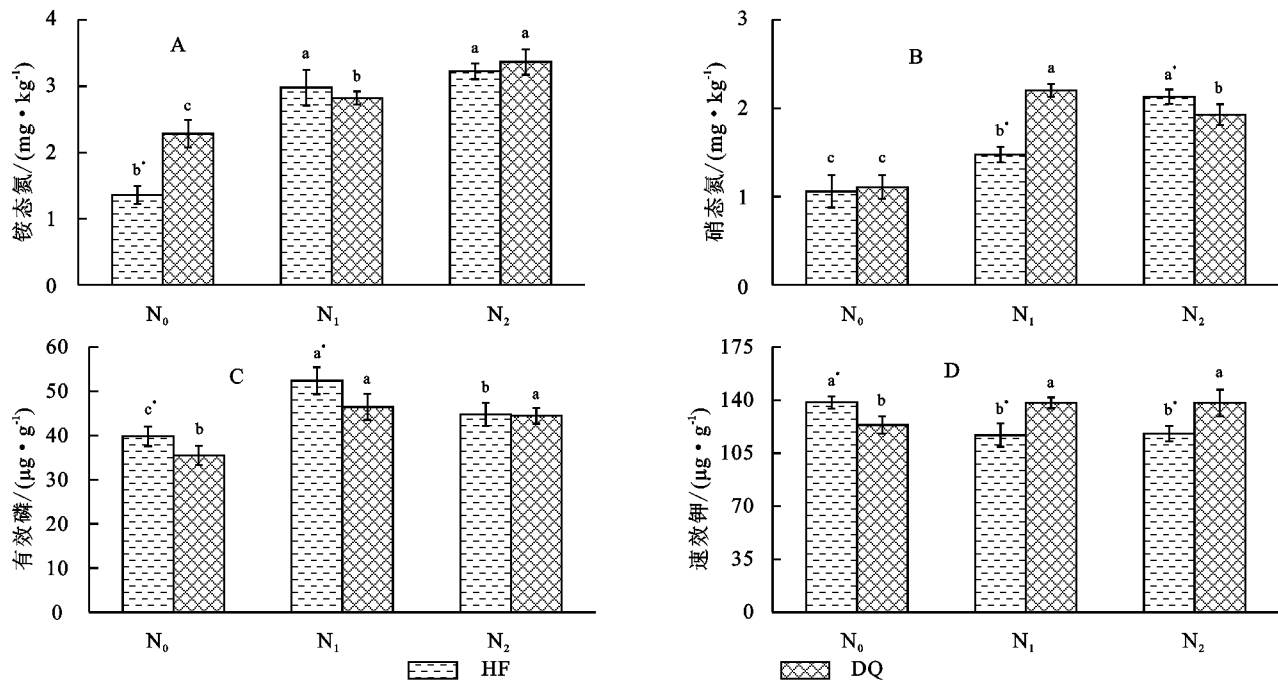 A
铵态氮/(mg·kg⁻¹)
4
3
2
1
0
b* c
a b
a a
N₀ N₁ N₂
B
硝态氮/(mg·kg⁻¹)
3
2
1
0
c c
b* a
a* b
N₀ N₁ N₂
C
有效磷/(μg·g⁻¹)
60
50
40
30
20
10
0
c* b
a* a
b a
N₀ N₁ N₂
D
速效钾/(μg·g⁻¹)
175
140
105
70
35
0
a* b
b* a
b* a
N₀ N₁ N₂
HF DQ